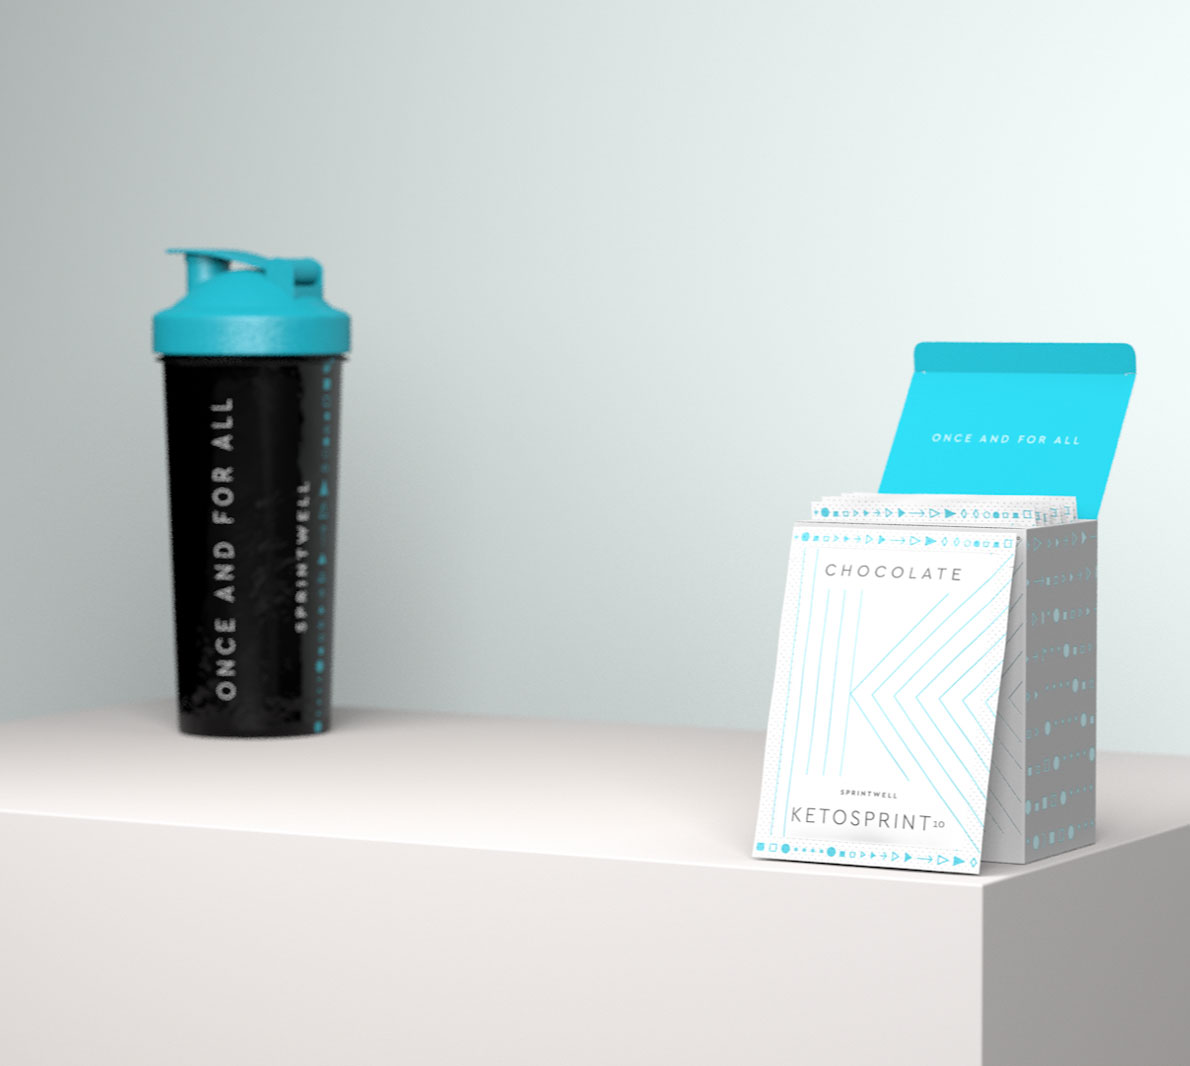 ONCE AND FOR ALL
SPRINTWELL
ONCE AND FOR ALL
CHOCOLATE
SPRINTWELL
KETOSPRINT10